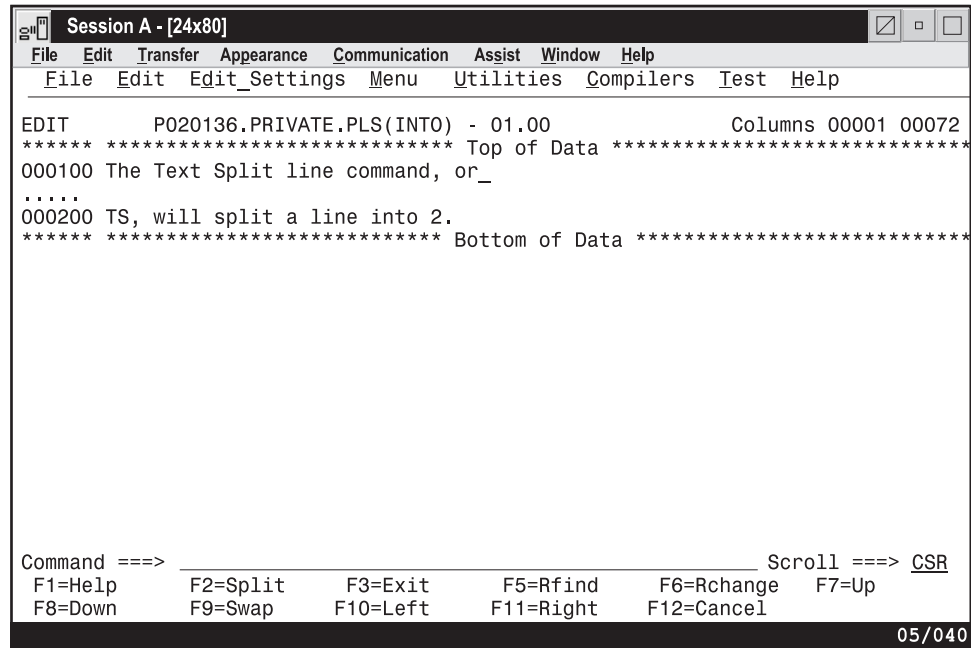 Session A - [24x80]
File Edit Transfer Appearance Communication Assist Window Help
File Edit Edit_Settings Menu Utilities Compilers Test Help
EDIT P020136.PRIVATE.PLS(INTO) - 01.00 Columns 00001 00072
****** ***************************** Top of Data ******************************
000100 The Text Split line command, or_
.....
000200 TS, will split a line into 2.
****** **************************** Bottom of Data ****************************
Command ===> Scroll ===> CSR
F1=Help F2=Split F3=Exit F5=Rfind F6=Rchange F7=Up
F8=Down F9=Swap F10=Left F11=Right F12=Cancel
05/040